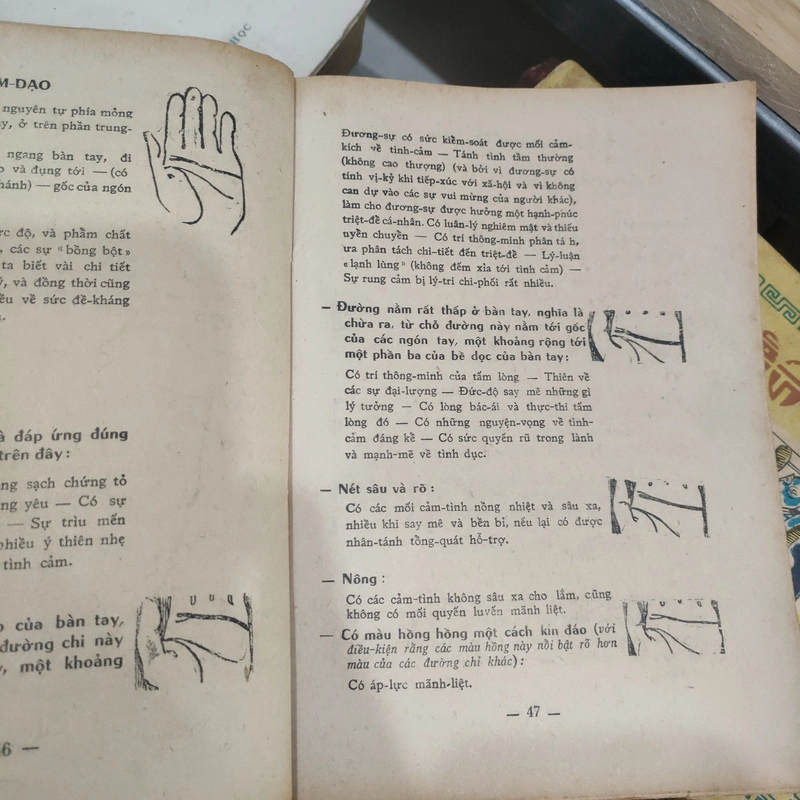 ỌC
M-DẠO
nguyên tự phía mỏng
y, ở trên phần trung-
ngang bàn tay, đi
o và đụng tới — (có
hánh) — gốc của ngón
ức độ, và phẩm chất
, các sự "bồng bột"
ta biết vài chi tiết
ý, và đồng thời cũng
ều về sức đề-kháng
à đáp ứng đúng
trên đây :
ng sạch chứng tỏ
ng yêu — Có sự
— Sự trìu mến
phiều ý thiên nhẹ
tình cảm.
o của bàn tay,
đường chỉ này
, một khoảng
6 —
Đương-sự có sức kiềm-soát được mối cảm-
kích về tình-cảm — Tánh tình tầm thường
(không cao thượng) (và bởi vì đương-sự có
tính vị-kỷ khi tiếp-xúc với xã-hội và vì không
can dự vào các sự vui mừng của người khác),
làm cho đương-sự được hưởng một hạnh-phúc
triệt-đề cá-nhân. Có luân-lý nghiêm mật và thiếu
uyền chuyền — Có trí thông-minh phân tá h,
ưa phân tách chi-tiết đến triệt-đề — Lý-luận
«lạnh lùng» (không đếm xỉa tới tình cảm) —
Sự rung cảm bị lý-trí chi-phối rất nhiều.
— Đường nằm rất thấp ở bàn tay, nghĩa là
chừa ra, từ chỗ đường này nằm tới gốc
của các ngón tay, một khoảng rộng tới
một phần ba của bề dọc của bàn tay :
Có trí thông-minh của tấm lòng — Thiên về
các sự đại-lượng — Đức-độ say mê những gì
lý tưởng — Có lòng bác-ái và thực-thi tấm
lòng đó — Có những nguyện-vọng về tình-
cảm đáng kề — Có sức quyến rũ trong lành
và mạnh-mẽ về tình dục.
— Nét sâu và rõ :
Có các mối cảm-tình nồng nhiệt và sâu xa,
nhiều khi say mê và bền bỉ, nếu lại có được
nhân-tánh tồng-quát hỗ-trợ.
— Nông :
Có các cảm-tình không sâu xa cho lắm, cũng
không có mối quyến luyến mãnh liệt.
— Có màu hồng hồng một cách kín đáo (với
điều-kiện rằng các màu hồng này nồi bật rõ hơn
màu của các đường chỉ khác) :
Có áp-lực mãnh-liệt.
— 47 —